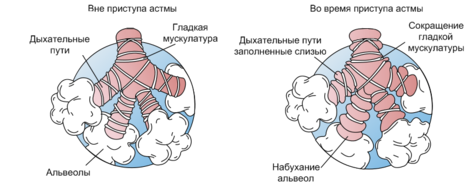 Вне приступа астмы
Дыхательные
пути
Гладкая
мускулатура
Альвеолы
Во время приступа астмы
Дыхательные пути
заполненные слизью
Сокращение
гладкой
мускулатуры
Набухание
альвеол